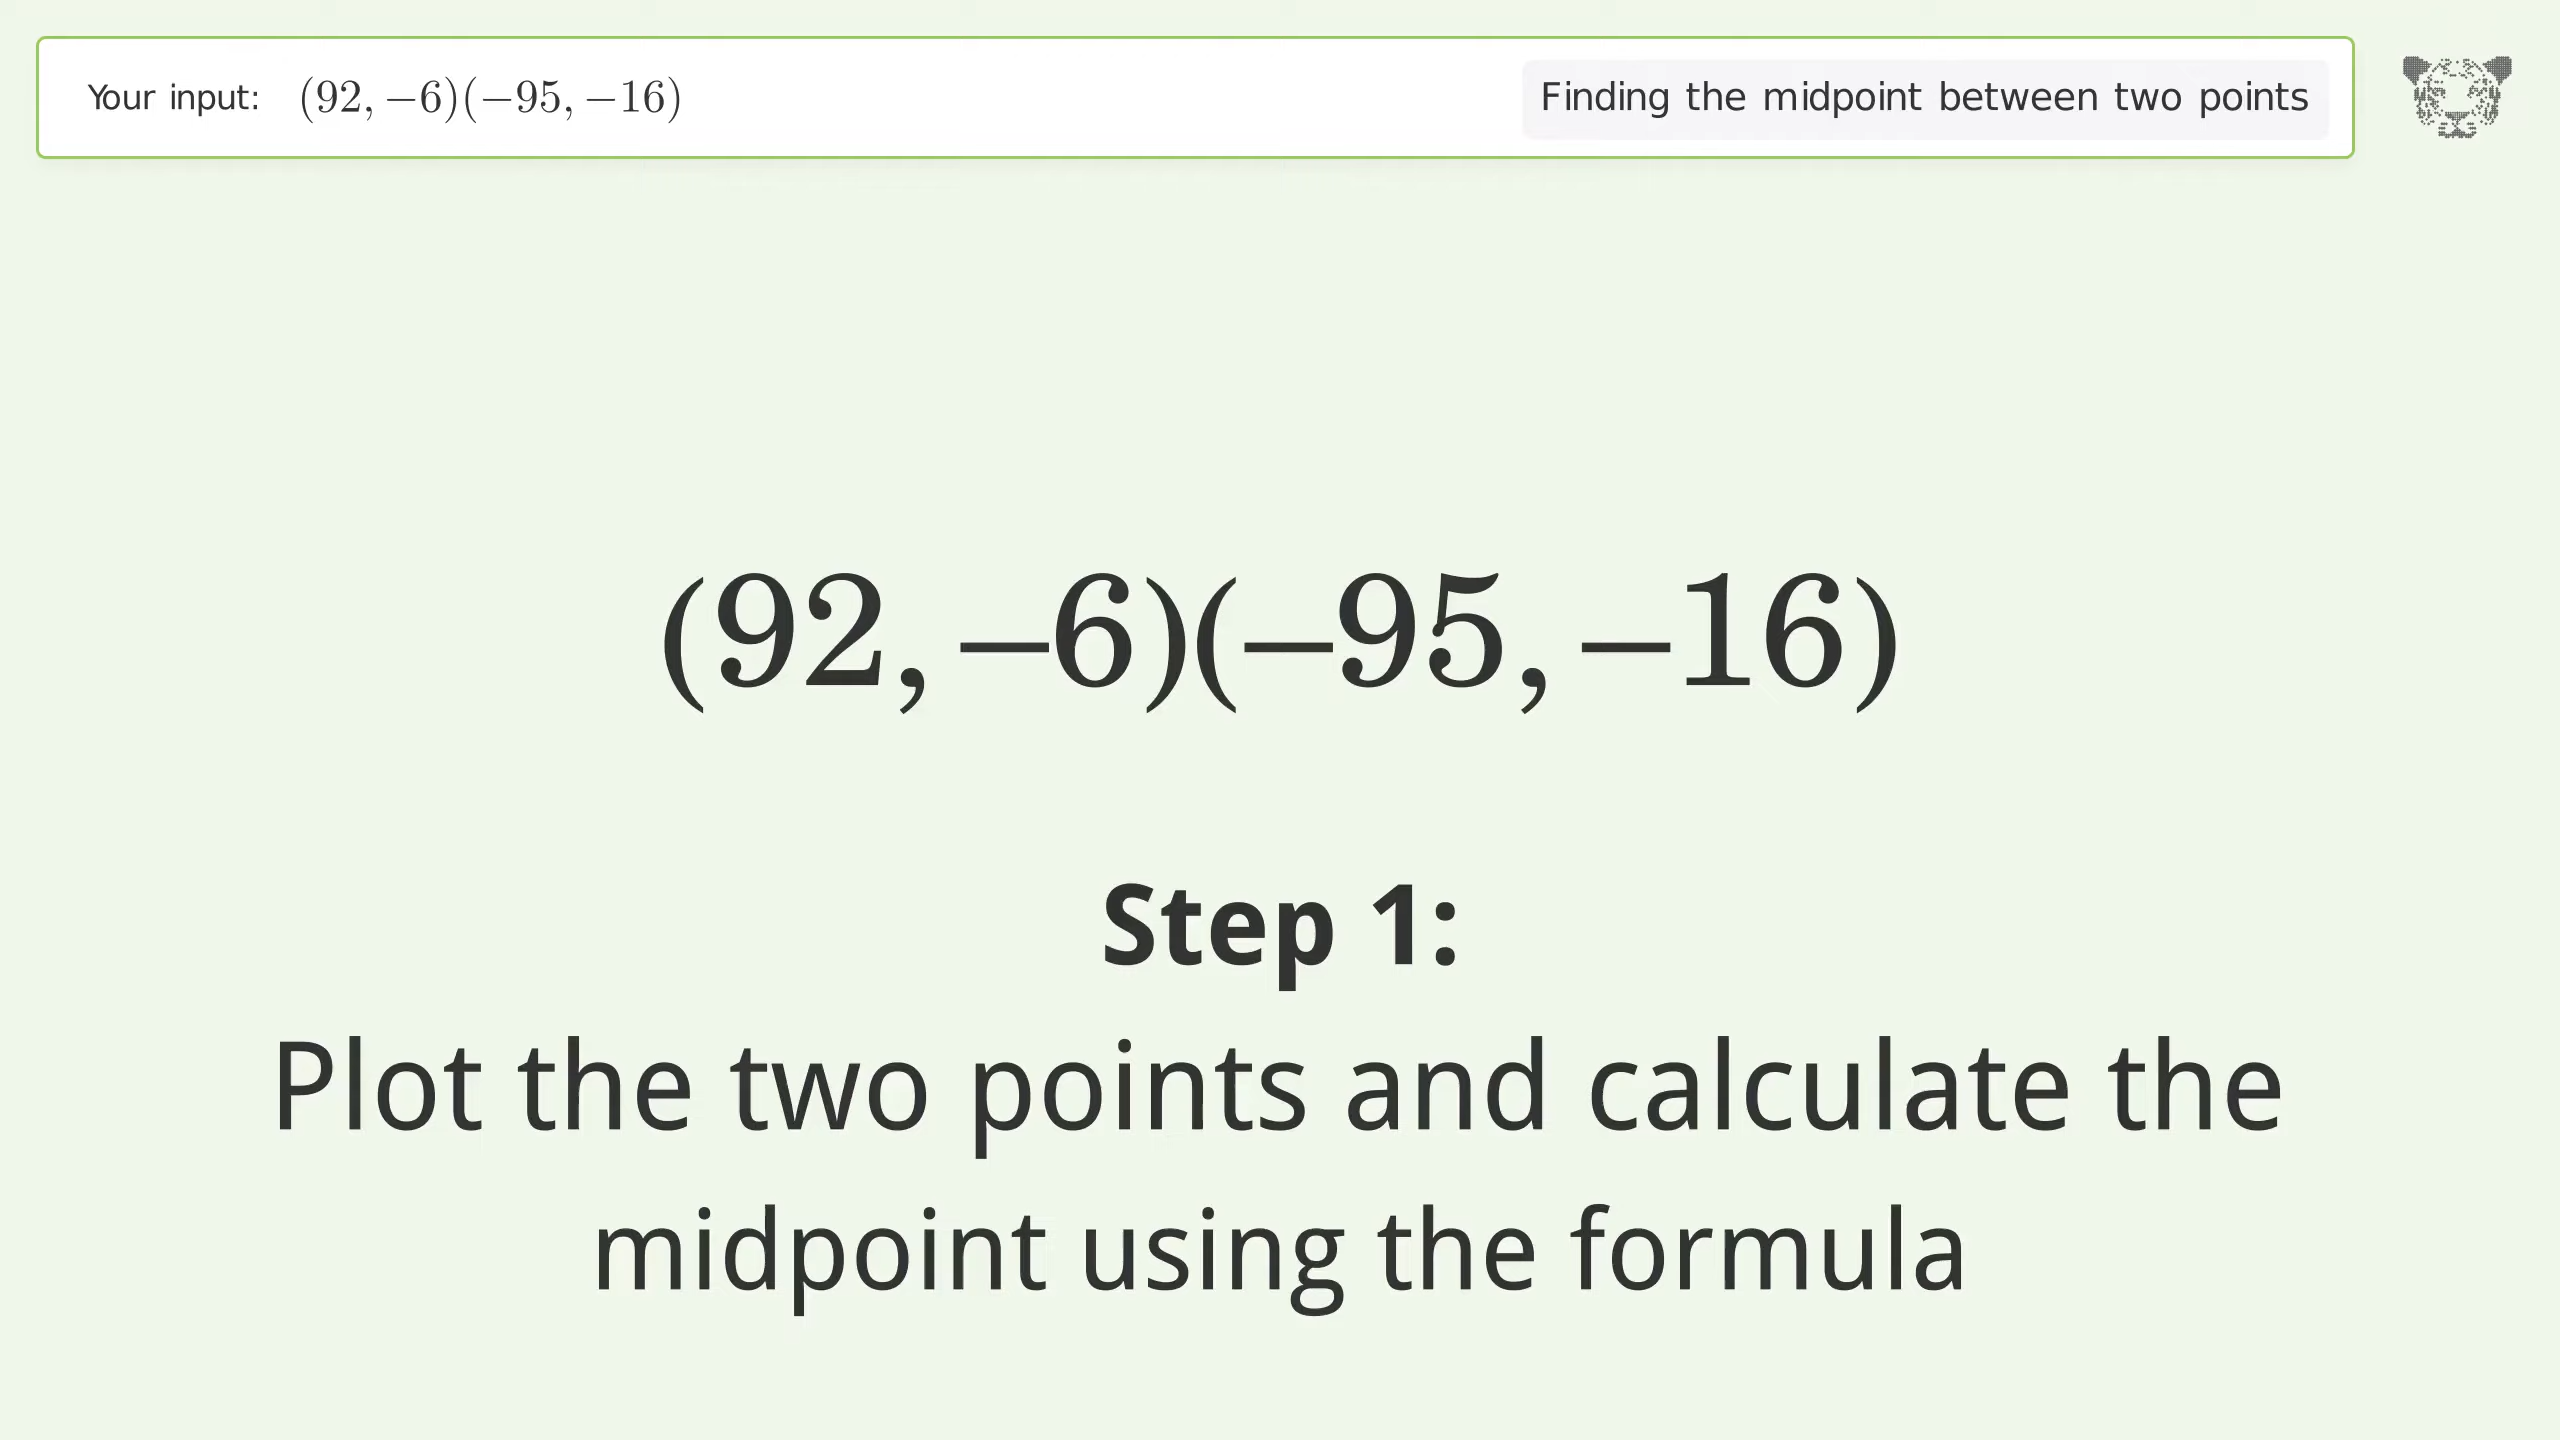 Your input: (92, −6)(−95, −16)
Finding the midpoint between two points
(92, −6)(−95, −16)
Step 1:
Plot the two points and calculate the
midpoint using the formula